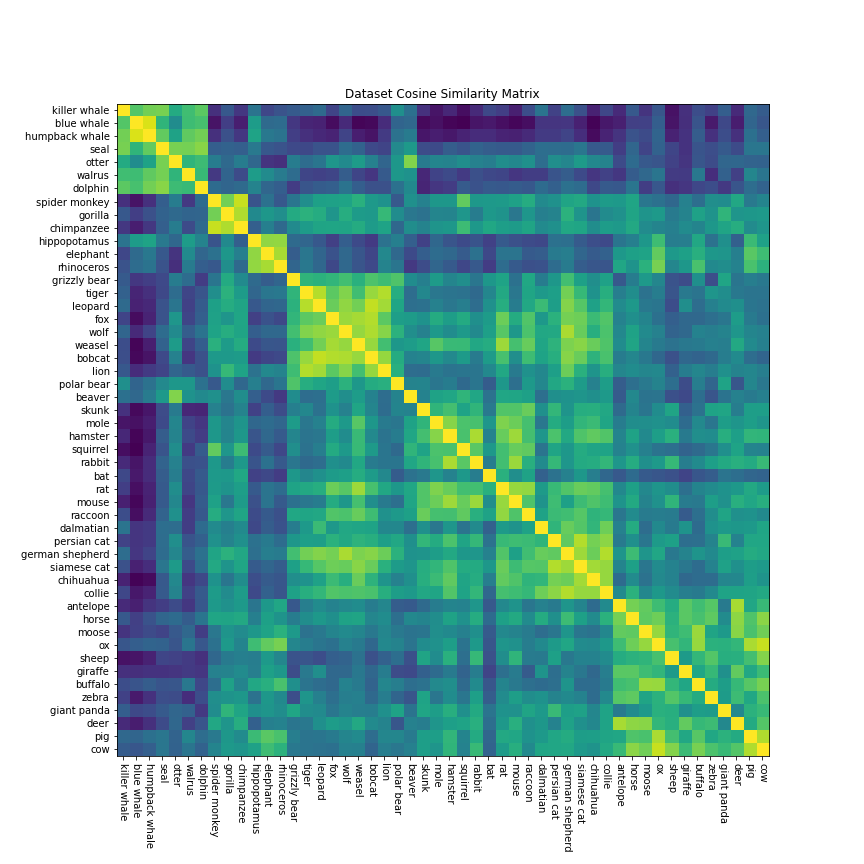 Dataset Cosine Similarity Matrix
killer whale
blue whale
humpback whale
seal
otter
walrus
dolphin
spider monkey
gorilla
chimpanzee
hippopotamus
elephant
rhinoceros
grizzly bear
tiger
leopard
fox
wolf
weasel
bobcat
lion
polar bear
beaver
skunk
mole
hamster
squirrel
rabbit
bat
rat
mouse
raccoon
dalmatian
persian cat
german shepherd
siamese cat
chihuahua
collie
antelope
horse
moose
ox
sheep
giraffe
buffalo
zebra
giant panda
deer
pig
cow
killer whale
blue whale
humpback whale
seal
otter
walrus
dolphin
spider monkey
gorilla
chimpanzee
hippopotamus
elephant
rhinoceros
grizzly bear
tiger
leopard
fox
wolf
weasel
bobcat
lion
polar bear
beaver
skunk
mole
hamster
squirrel
rabbit
bat
rat
mouse
raccoon
dalmatian
persian cat
german shepherd
siamese cat
chihuahua
collie
antelope
horse
moose
ox
sheep
giraffe
buffalo
zebra
giant panda
deer
pig
cow